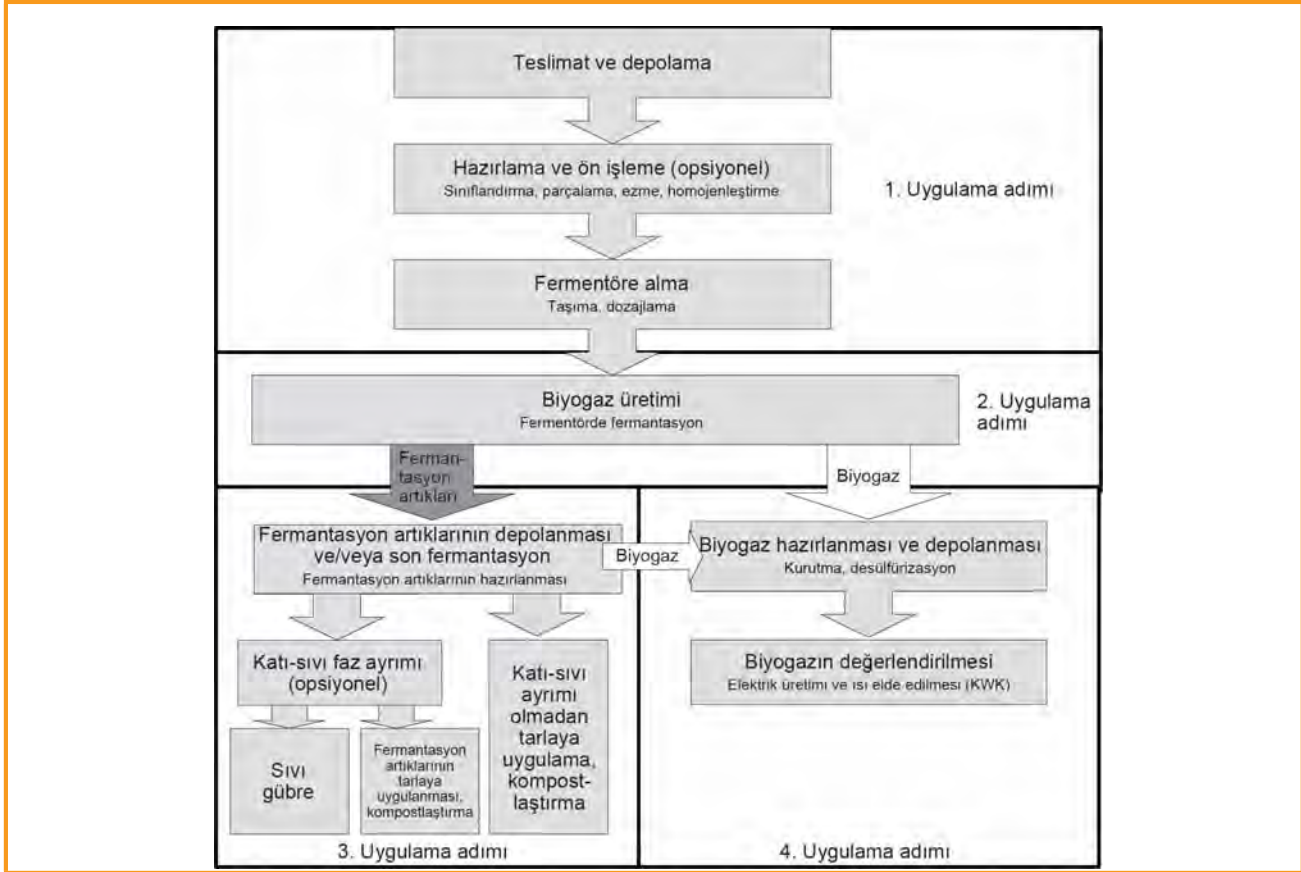 Teslimat ve depolama
Hazırlama ve ön işleme (opsiyonel)
Sınıflandırma, parçalama, ezme, homojenleştirme
1. Uygulama adımı
Fermentöre alma
Taşıma, dozajlama
Biyogaz üretimi
Fermentörde fermantasyon
2. Uygulama
adımı
Ferman-
tasyon
artıkları
Biyogaz
Fermantasyon artıklarının depolanması
ve/veya son fermantasyon
Fermantasyon artıklarının hazırlanması
Biyogaz
Biyogaz hazırlanması ve depolanması
Kurutma, desülfürizasyon
Katı-sıvı faz ayrımı
(opsiyonel)
Katı-sıvı
ayrımı
olmadan
tarlaya
uygulama,
kompost-
laştırma
Biyogazın değerlendirilmesi
Elektrik üretimi ve ısı elde edilmesi (KWK)
Sıvı
gübre
Fermantasyon
artıklarının
tarlaya
uygulanması,
kompostlaştırma
3. Uygulama adımı
4. Uygulama adımı